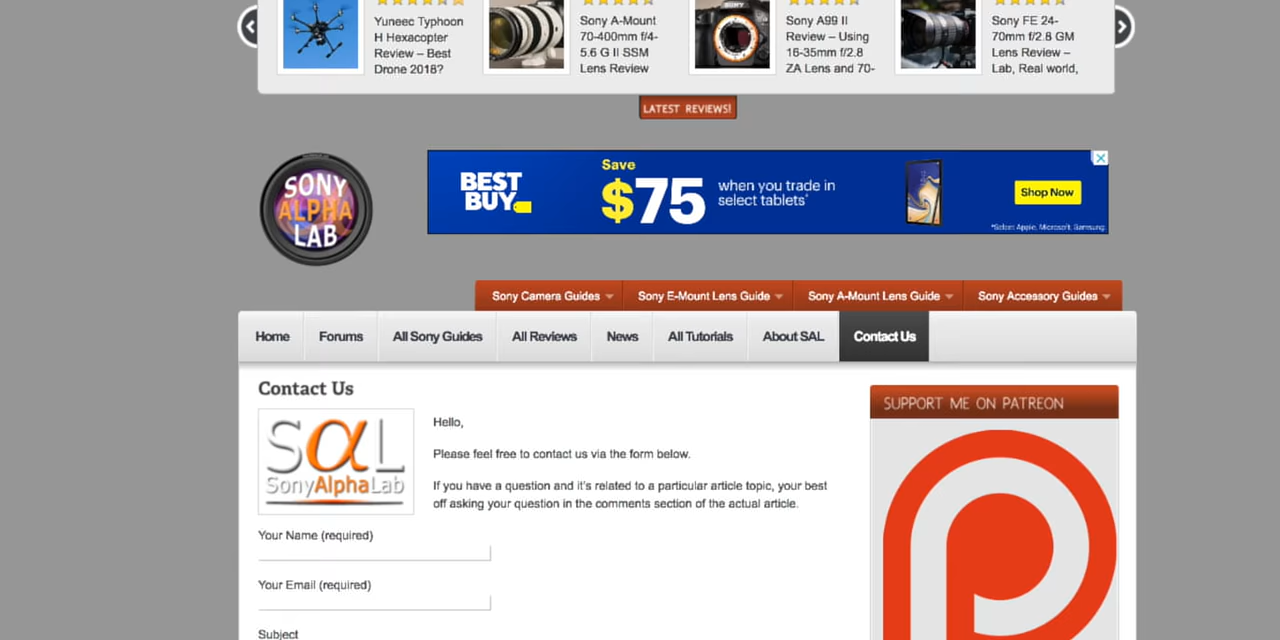 Yuneec Typhoon
H Hexacopter
Review – Best
Drone 2018?
Sony A-Mount
70-400mm f/4-
5.6 G II SSM
Lens Review
SONY
Sony A99 II
Review – Using
16-35mm f/2.8
ZA Lens and 70-
Sony FE 24-
70mm f/2.8 GM
Lens Review –
Lab, Real world,
LATEST REVIEWS!
SONY
ALPHA
LAB
BEST
BUY
Save
$75
when you trade in
select tablets*
Shop Now
*Select Apple, Microsoft, Samsung.
Sony Camera Guides
Sony E-Mount Lens Guide
Sony A-Mount Lens Guide
Sony Accessory Guides
Home
Forums
All Sony Guides
All Reviews
News
All Tutorials
About SAL
Contact Us
Contact Us
SαL
SonyAlphaLab
Hello,
Please feel free to contact us via the form below.
If you have a question and it's related to a particular article topic, your best
off asking your question in the comments section of the actual article.
Your Name (required)
Your Email (required)
Subject
SUPPORT ME ON PATREON